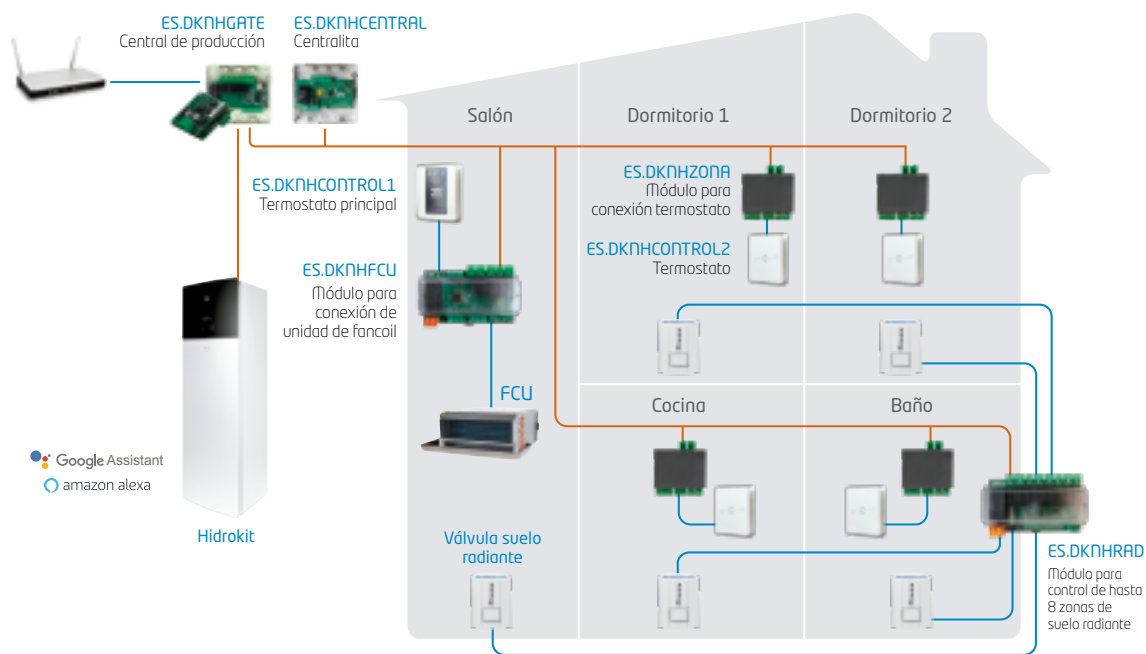 ES.DKNHGATE
Central de producción
ES.DKNHCENTRAL
Centralita
Salón
Dormitorio 1
Dormitorio 2
ES.DKNHCONTROL1
Termostato principal
ES.DKNHZONA
Módulo para
conexión termostato
ES.DKNHCONTROL2
Termostato
ES.DKNHFCU
Módulo para
conexión de
unidad de fancoil
FCU
Cocina
Baño
Google Assistant
amazon alexa
Hidrokit
Válvula suelo
radiante
ES.DKNHRAD
Módulo para
control de hasta
8 zonas de
suelo radiante